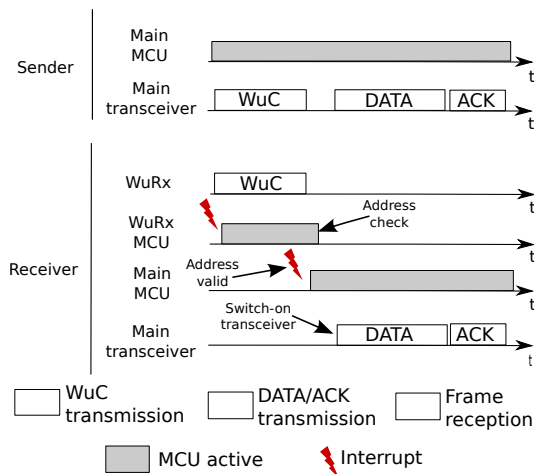 Sender
Main
MCU
t
Main
transceiver
WuC
DATA
ACK
t
Receiver
WuRx
WuC
t
WuRx
MCU
Address
check
t
Address
valid
Main
MCU
t
Switch-on
transceiver
Main
transceiver
DATA
ACK
t
WuC
transmission
DATA/ACK
transmission
Frame
reception
MCU active
Interrupt